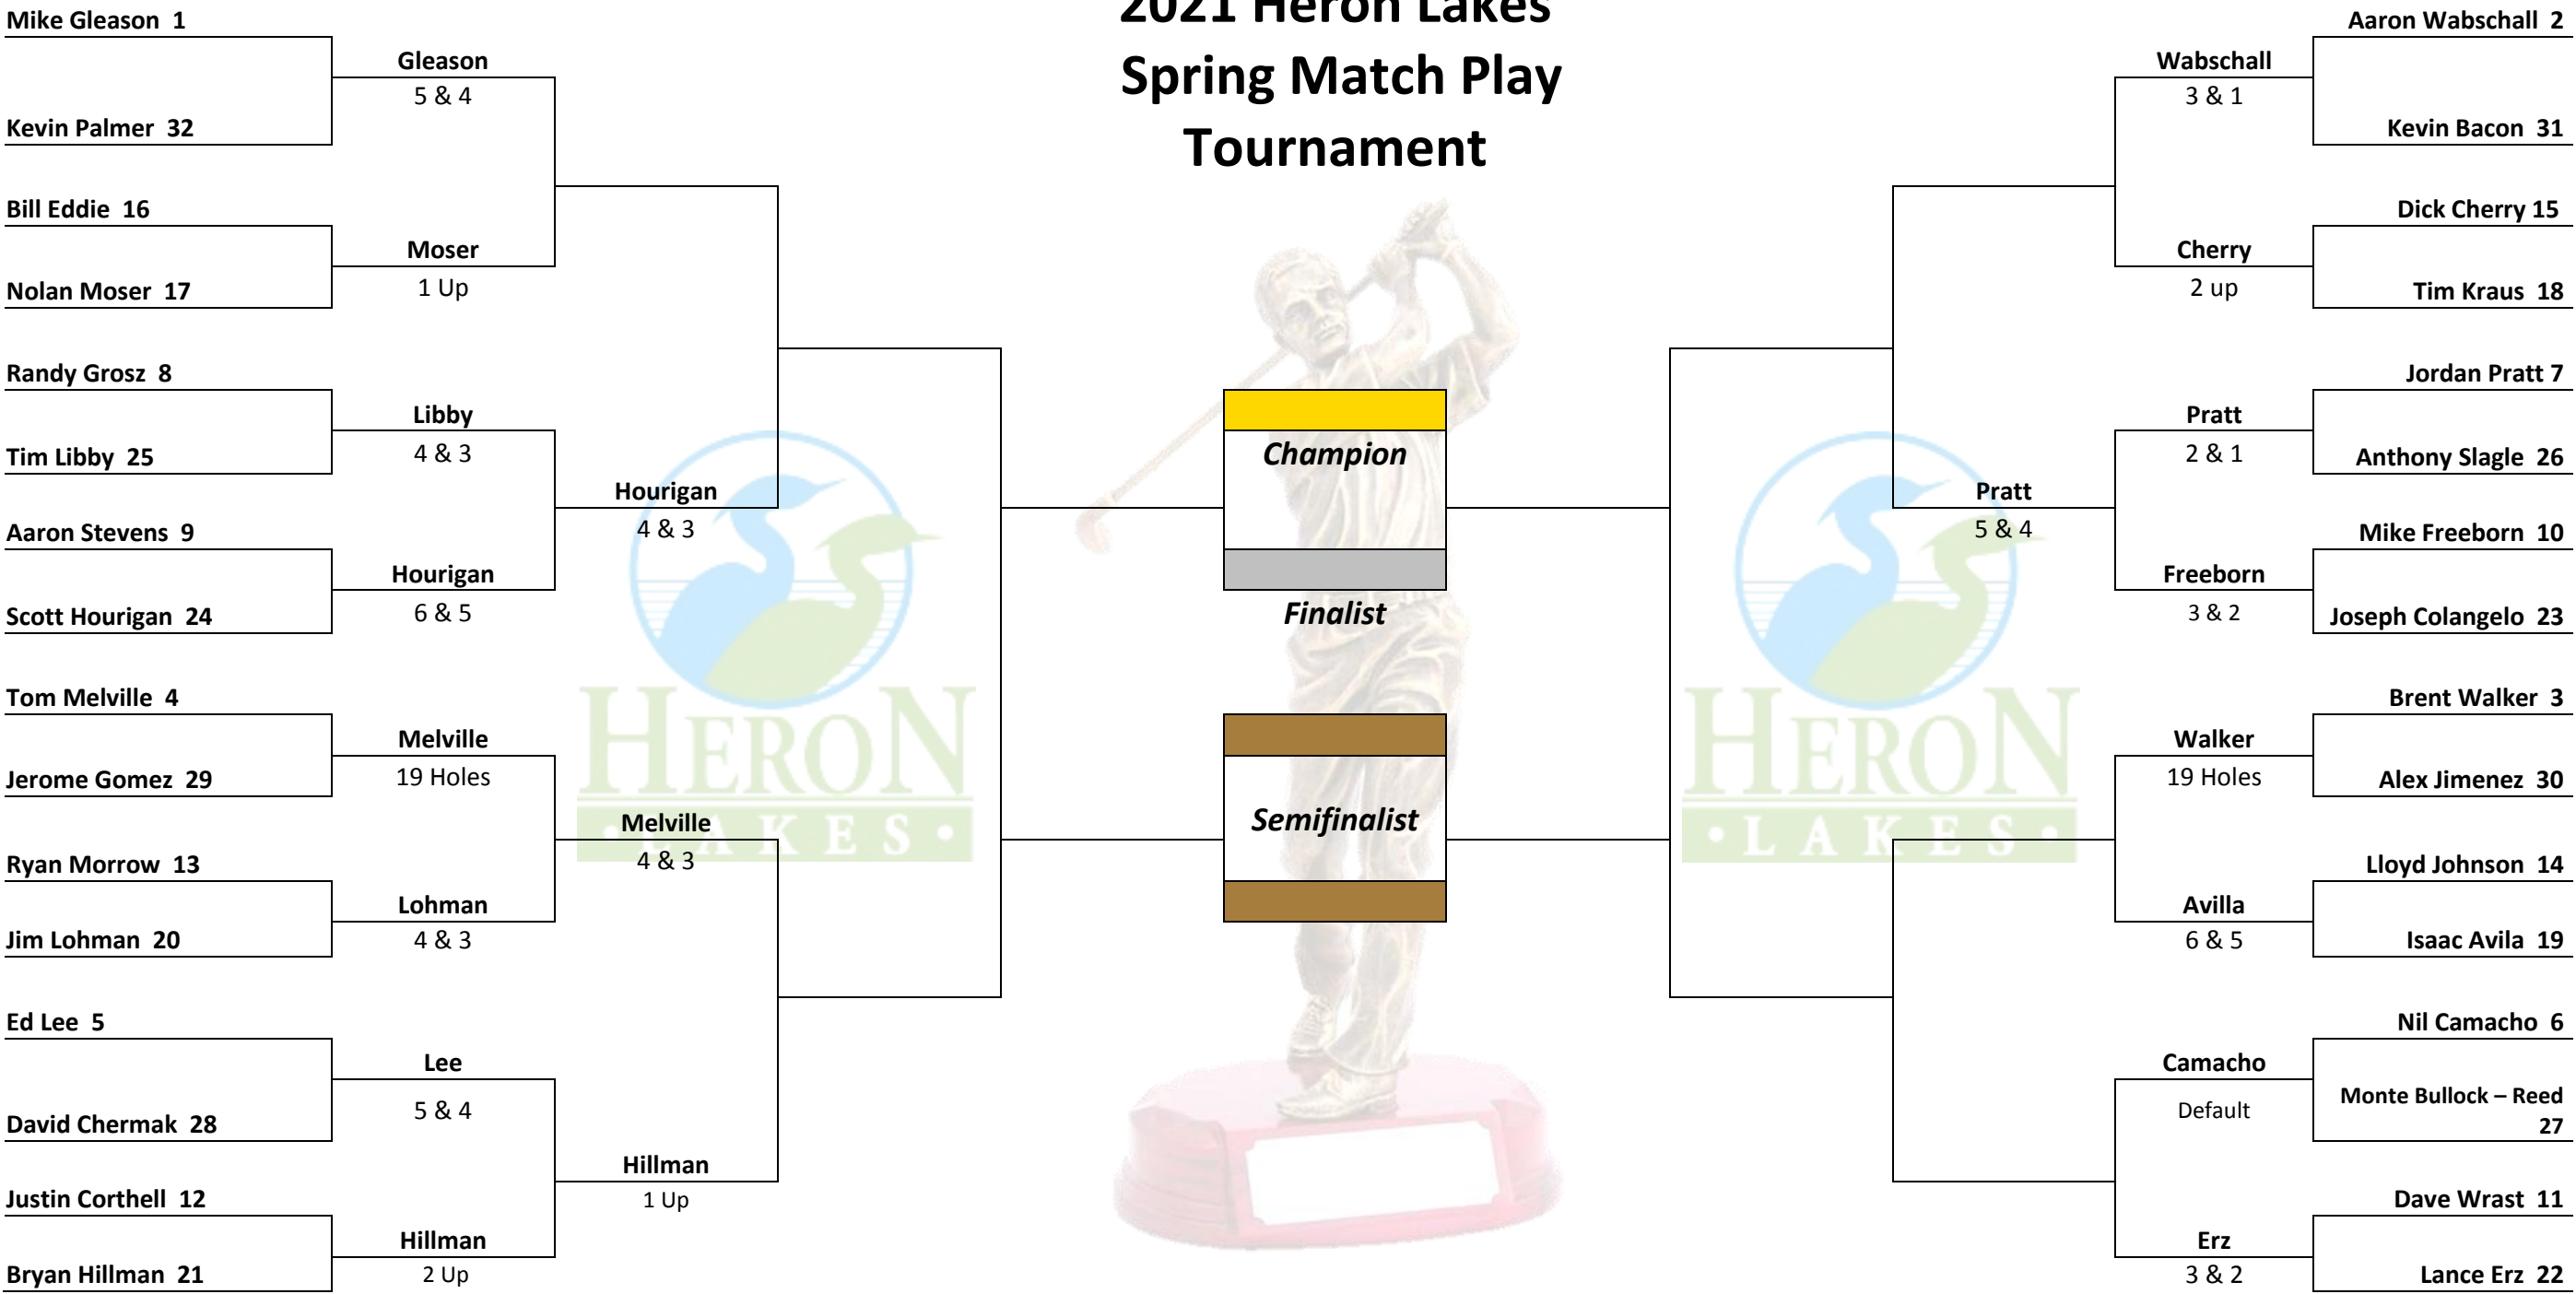 2021 Heron Lakes
Spring Match Play
Tournament
Mike Gleason 1
Kevin Palmer 32
Bill Eddie 16
Nolan Moser 17
Randy Grosz 8
Tim Libby 25
Aaron Stevens 9
Scott Hourigan 24
Tom Melville 4
Jerome Gomez 29
Ryan Morrow 13
Jim Lohman 20
Ed Lee 5
David Chermak 28
Justin Corthell 12
Bryan Hillman 21
Gleason
5 & 4
Moser
1 Up
Libby
4 & 3
Hourigan
6 & 5
Melville
19 Holes
Lohman
4 & 3
Lee
5 & 4
Hillman
2 Up
Hourigan
4 & 3
Melville
4 & 3
Hillman
1 Up
HERON
• LAKES •
Champion
Finalist
Semifinalist
HERON
• LAKES •
Pratt
5 & 4
Wabschall
3 & 1
Cherry
2 up
Pratt
2 & 1
Freeborn
3 & 2
Walker
19 Holes
Avilla
6 & 5
Camacho
Default
Erz
3 & 2
Aaron Wabschall 2
Kevin Bacon 31
Dick Cherry 15
Tim Kraus 18
Jordan Pratt 7
Anthony Slagle 26
Mike Freeborn 10
Joseph Colangelo 23
Brent Walker 3
Alex Jimenez 30
Lloyd Johnson 14
Isaac Avila 19
Nil Camacho 6
Monte Bullock – Reed
27
Dave Wrast 11
Lance Erz 22